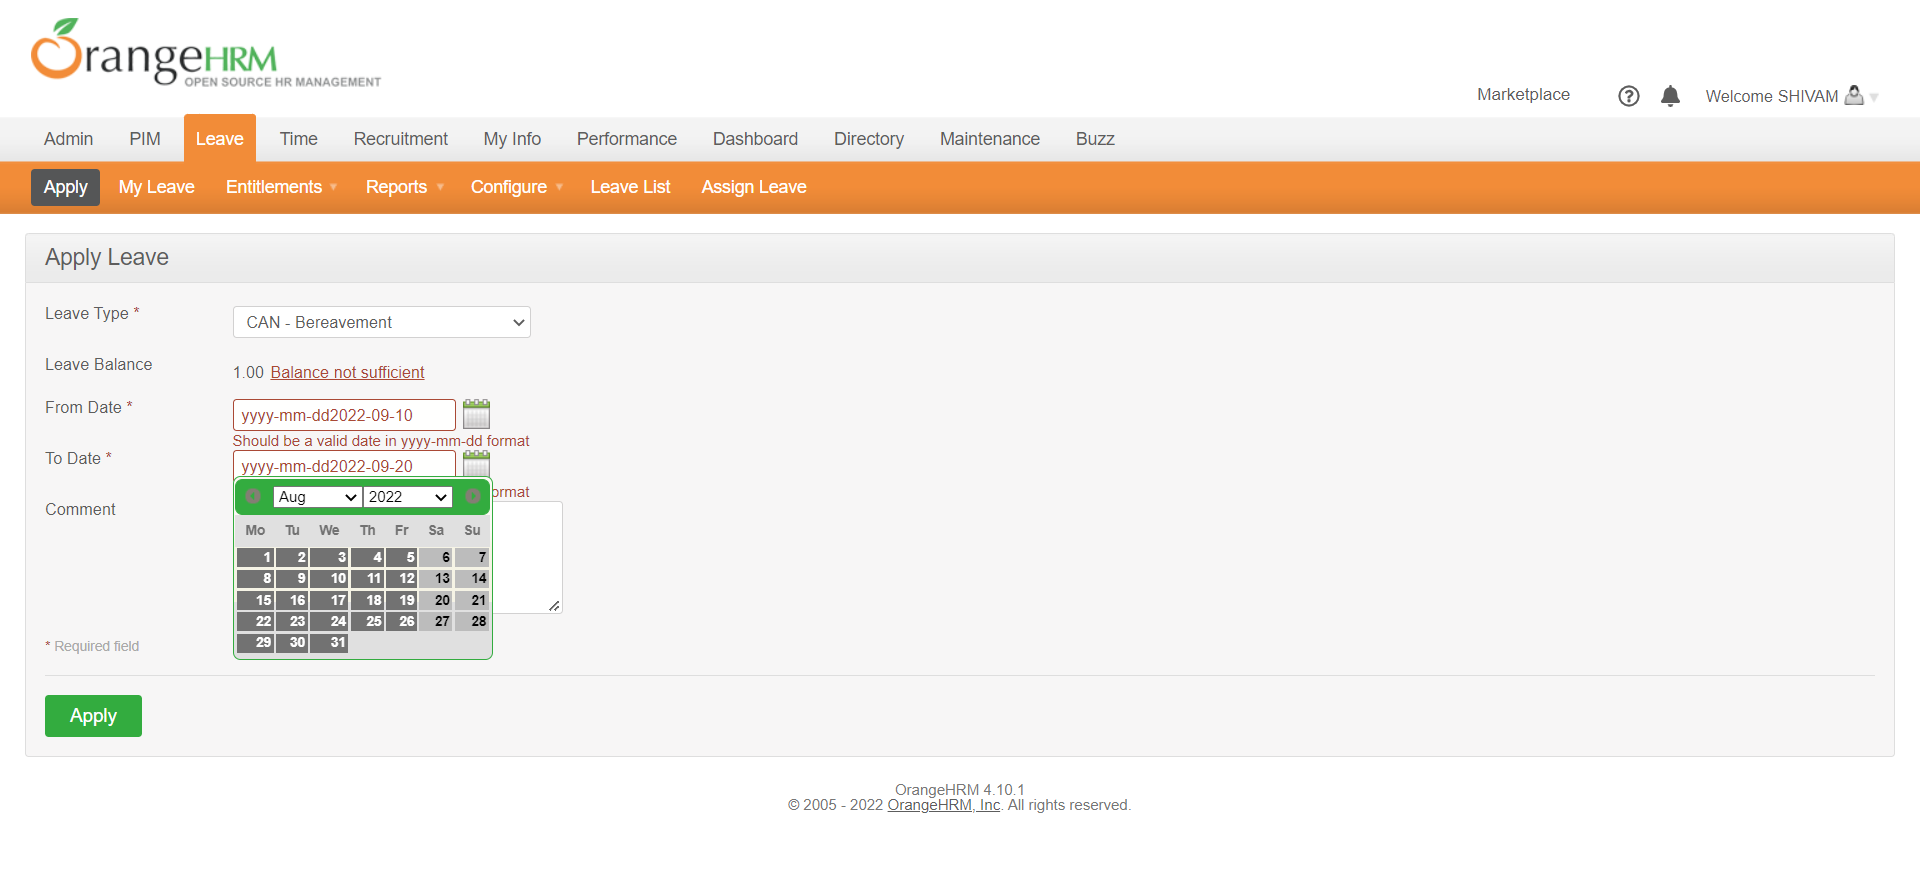 OrangeHRM
OPEN SOURCE HR MANAGEMENT
Marketplace ? Welcome SHIVAM
Admin PIM Leave Time Recruitment My Info Performance Dashboard Directory Maintenance Buzz
Apply My Leave Entitlements Reports Configure Leave List Assign Leave
Apply Leave
Leave Type * CAN - Bereavement
Leave Balance 1.00 Balance not sufficient
From Date * yyyy-mm-dd2022-09-10
Should be a valid date in yyyy-mm-dd format
To Date * yyyy-mm-dd2022-09-20
ormat
Aug 2022
Comment
Mo Tu We Th Fr Sa Su
1 2 3 4 5 6 7
8 9 10 11 12 13 14
15 16 17 18 19 20 21
22 23 24 25 26 27 28
29 30 31
* Required field
Apply
OrangeHRM 4.10.1
© 2005 - 2022 OrangeHRM, Inc. All rights reserved.